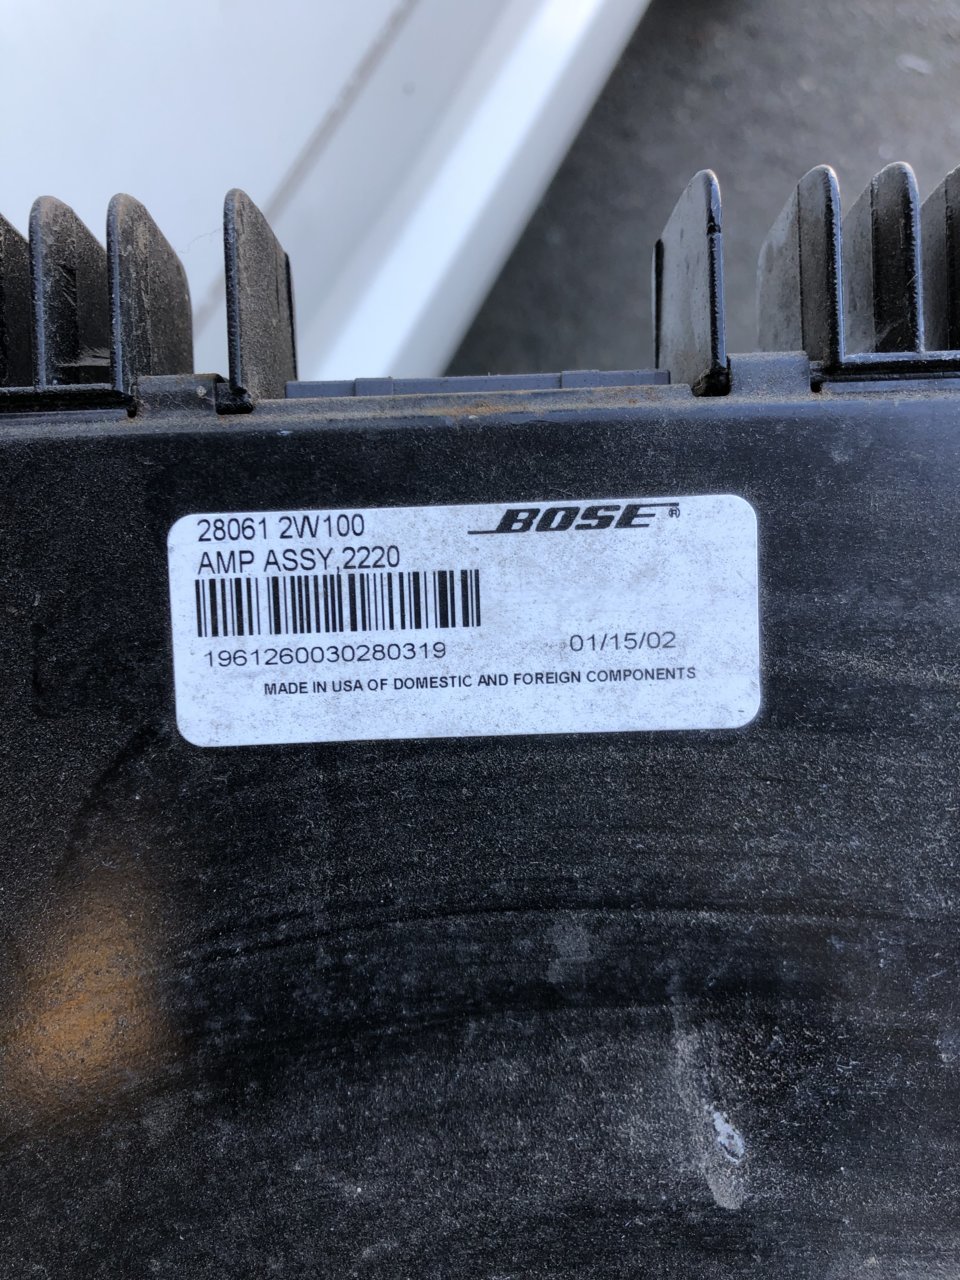 28061 2W100
BOSE®
AMP ASSY,2220
1961260030280319
01/15/02
MADE IN USA OF DOMESTIC AND FOREIGN COMPONENTS